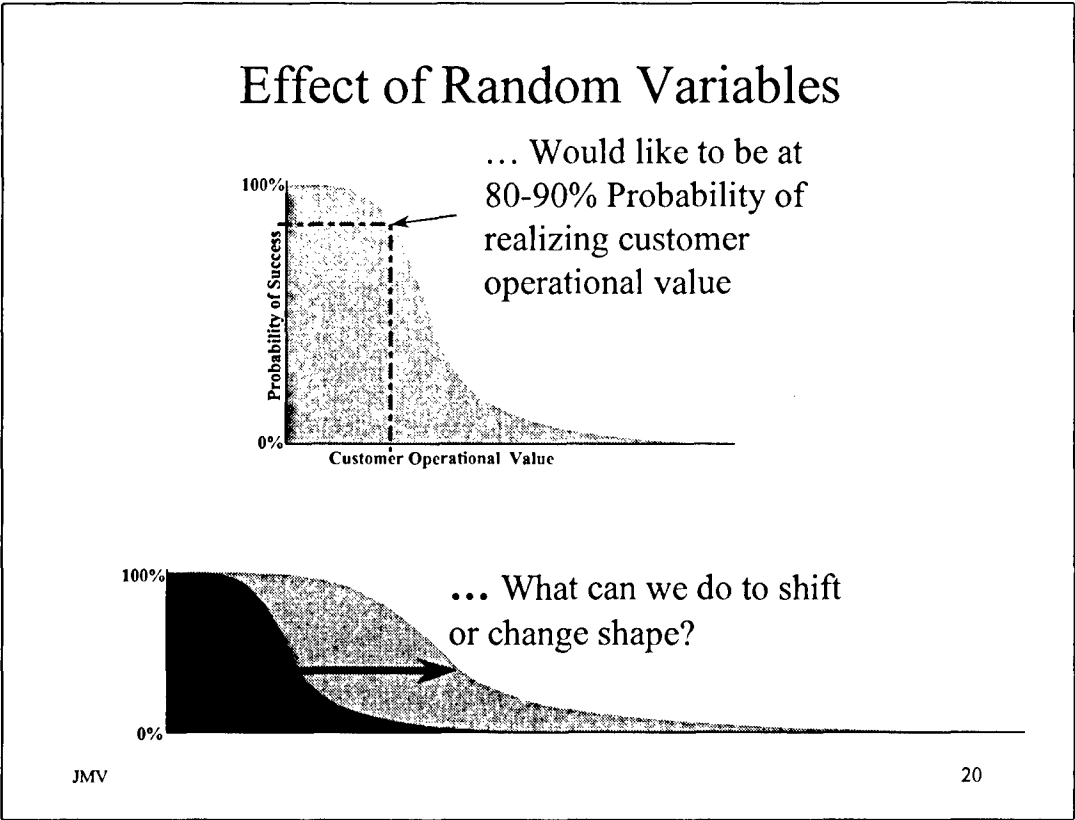 Effect of Random Variables
… Would like to be at
80-90% Probability of
realizing customer
operational value
100%
Probability of Success
0%
Customer Operational Value
100%
… What can we do to shift
or change shape?
0%
JMV
20